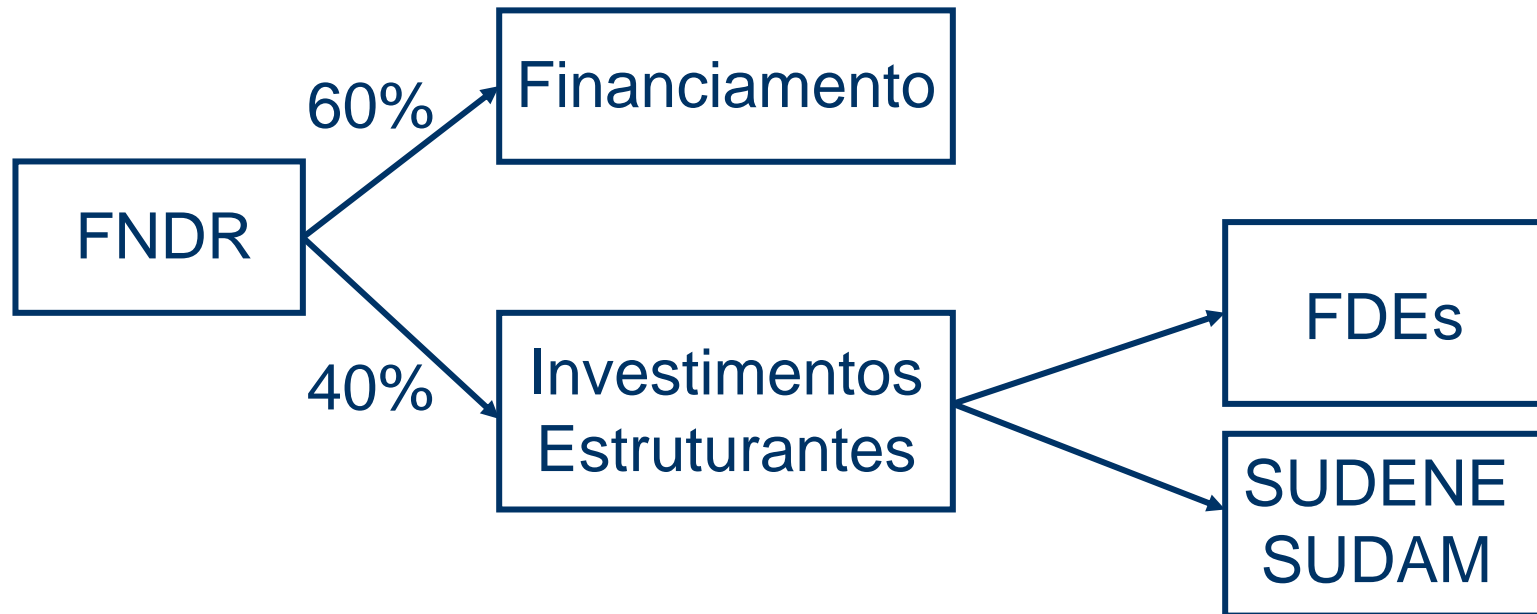 FNDR
60%
Financiamento
40%
Investimentos
Estruturantes
FDEs
SUDENE
SUDAM